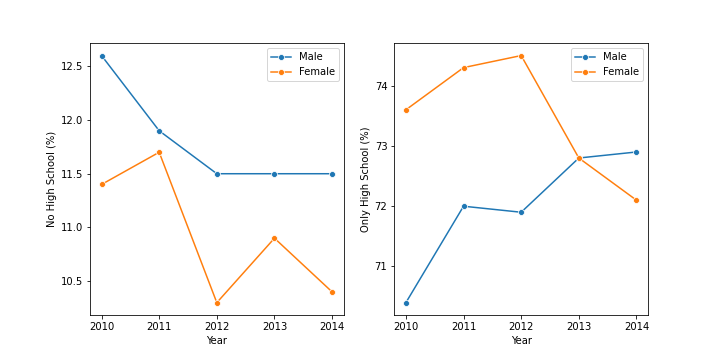 No High School (%)
12.5
12.0
11.5
11.0
10.5
2010 2011 2012 2013 2014
Year
Male
Female
Only High School (%)
74
73
72
71
2010 2011 2012 2013 2014
Year
Male
Female